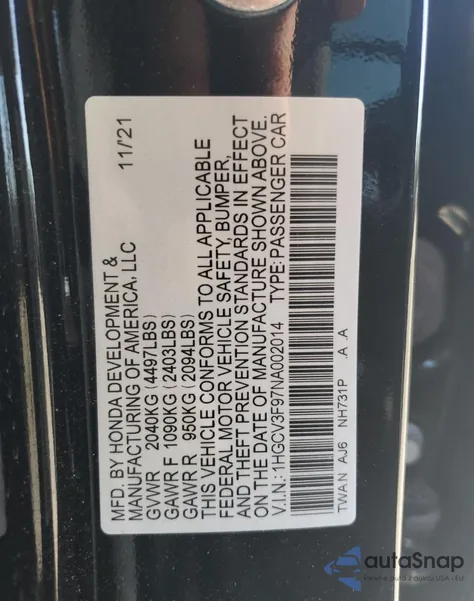 MFD. BY HONDA DEVELOPMENT & 11/21
MANUFACTURING OF AMERICA, LLC
GVWR 2040KG (4497LBS)
GAWR F 1090KG (2403LBS)
GAWR R 950KG (2094LBS)
THIS VEHICLE CONFORMS TO ALL APPLICABLE
FEDERAL MOTOR VEHICLE SAFETY, BUMPER,
AND THEFT PREVENTION STANDARDS IN EFFECT
ON THE DATE OF MANUFACTURE SHOWN ABOVE.
V.I.N.: 1HGCV3F97NA002014 TYPE: PASSENGER CAR
TWAN AJ6 NH731P .A .A
autoSnap